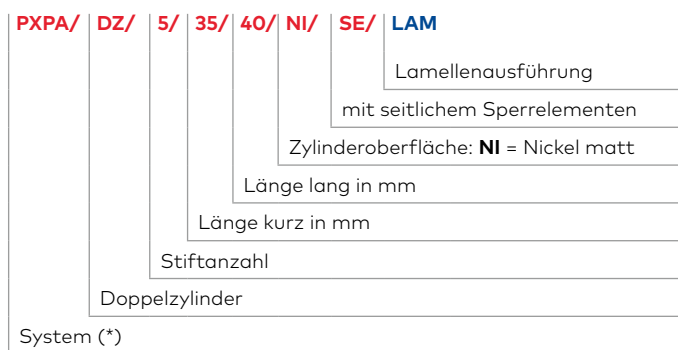 PXPA/ DZ/ 5/ 35/ 40/ NI/ SE/ LAM
Lamellenausführung
mit seitlichem Sperrelementen
Zylinderoberfläche: NI = Nickel matt
Länge lang in mm
Länge kurz in mm
Stiftanzahl
Doppelzylinder
System (*)